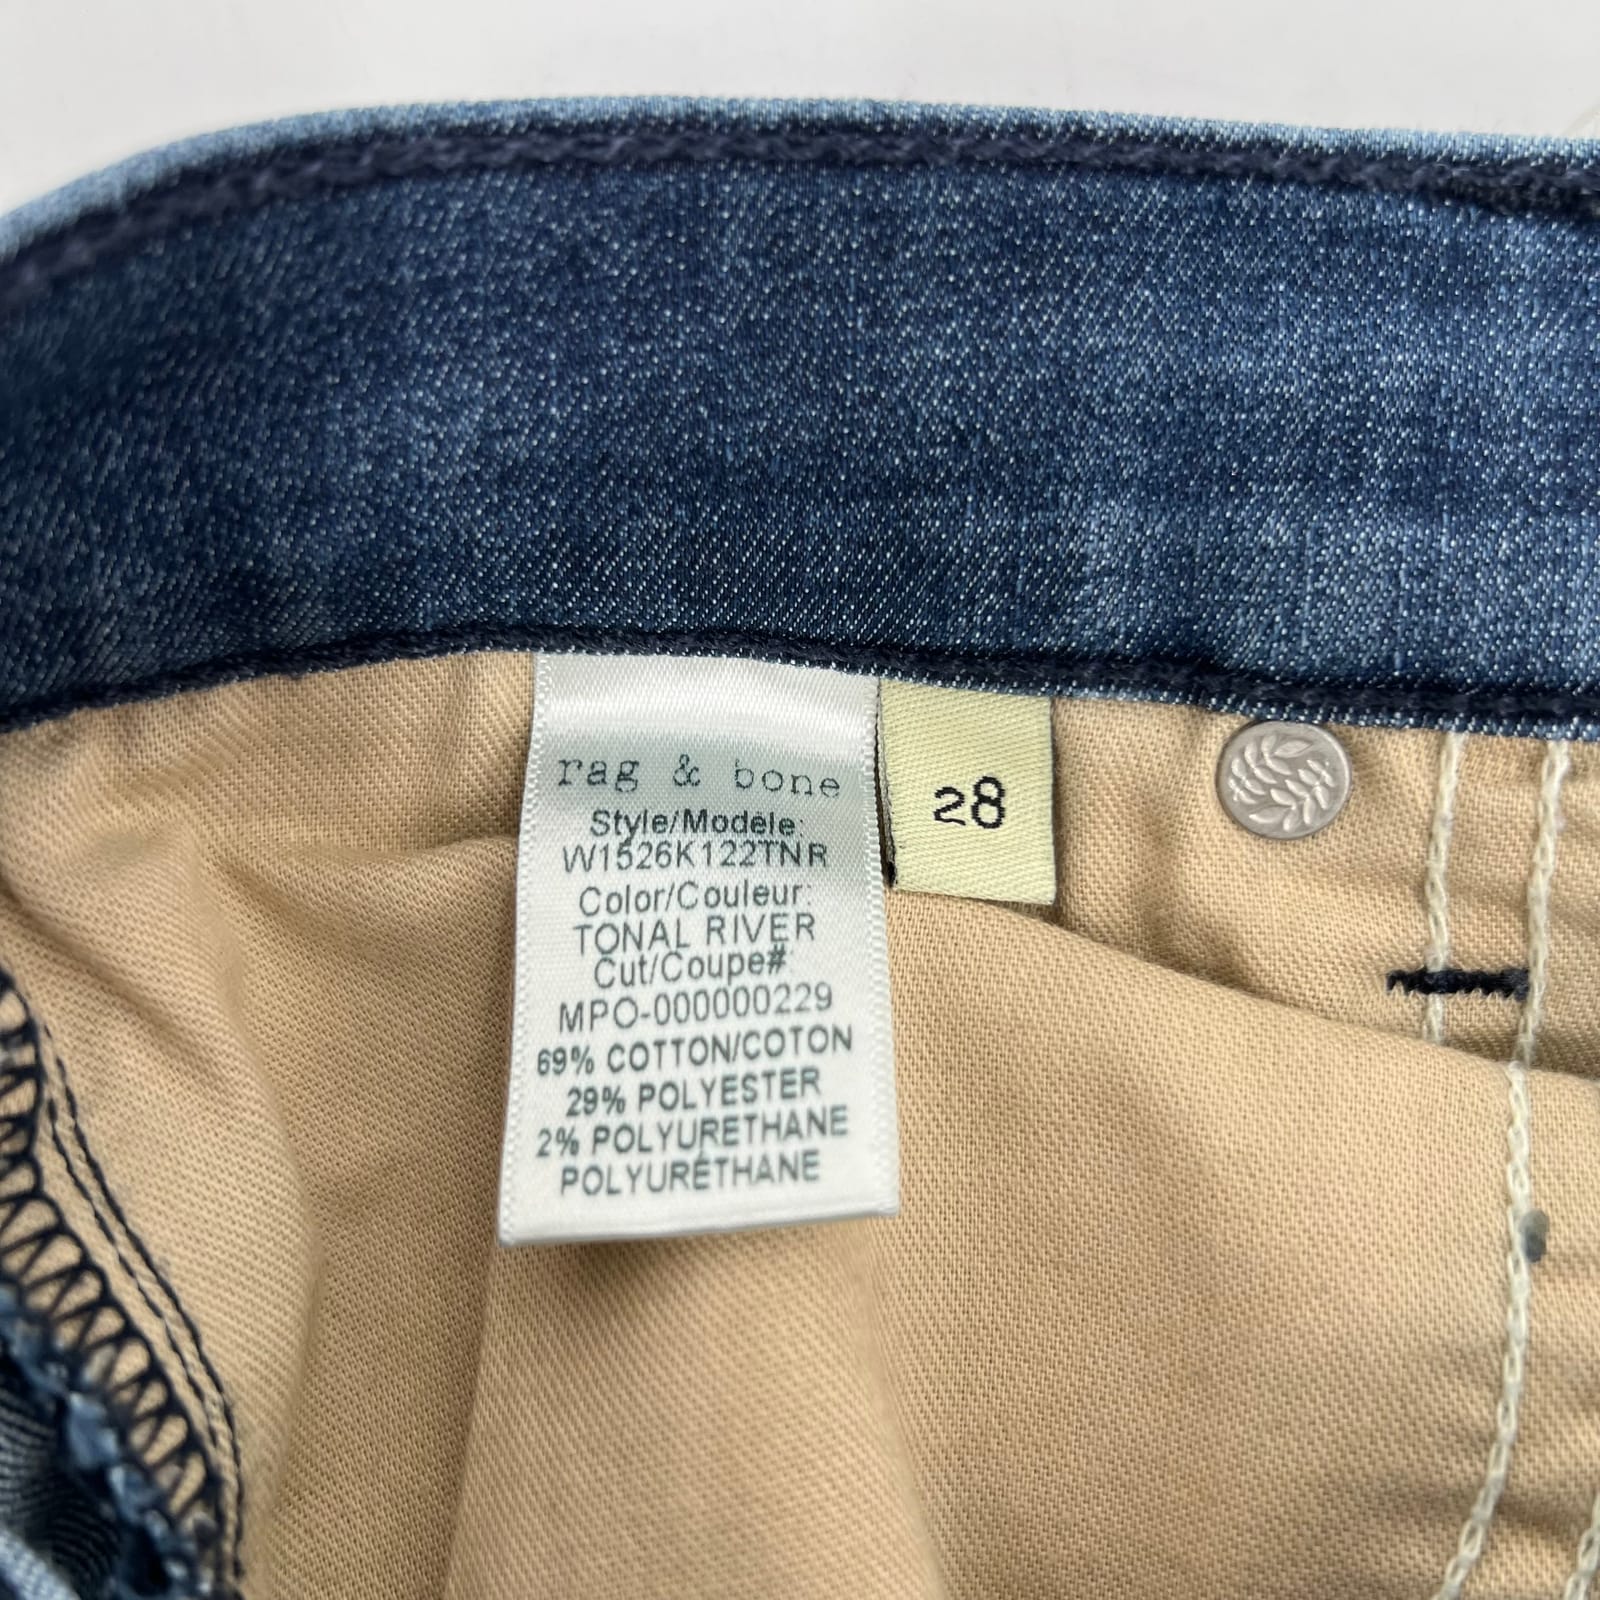 rag & bone
Style/Modèle:
W1526K122TNR
Color/Couleur:
TONAL RIVER
Cut/Coupe#
MPO-000000229
69% COTTON/COTON
29% POLYESTER
2% POLYURETHANE
POLYURÉTHANE
28